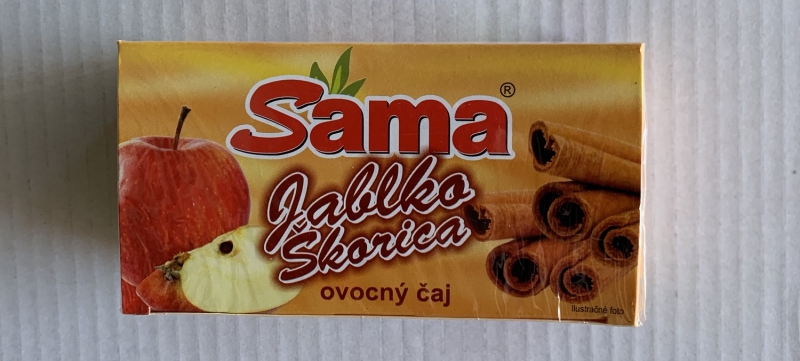 Sama®
Jablko
Škorica
ovocný čaj
ilustračné foto